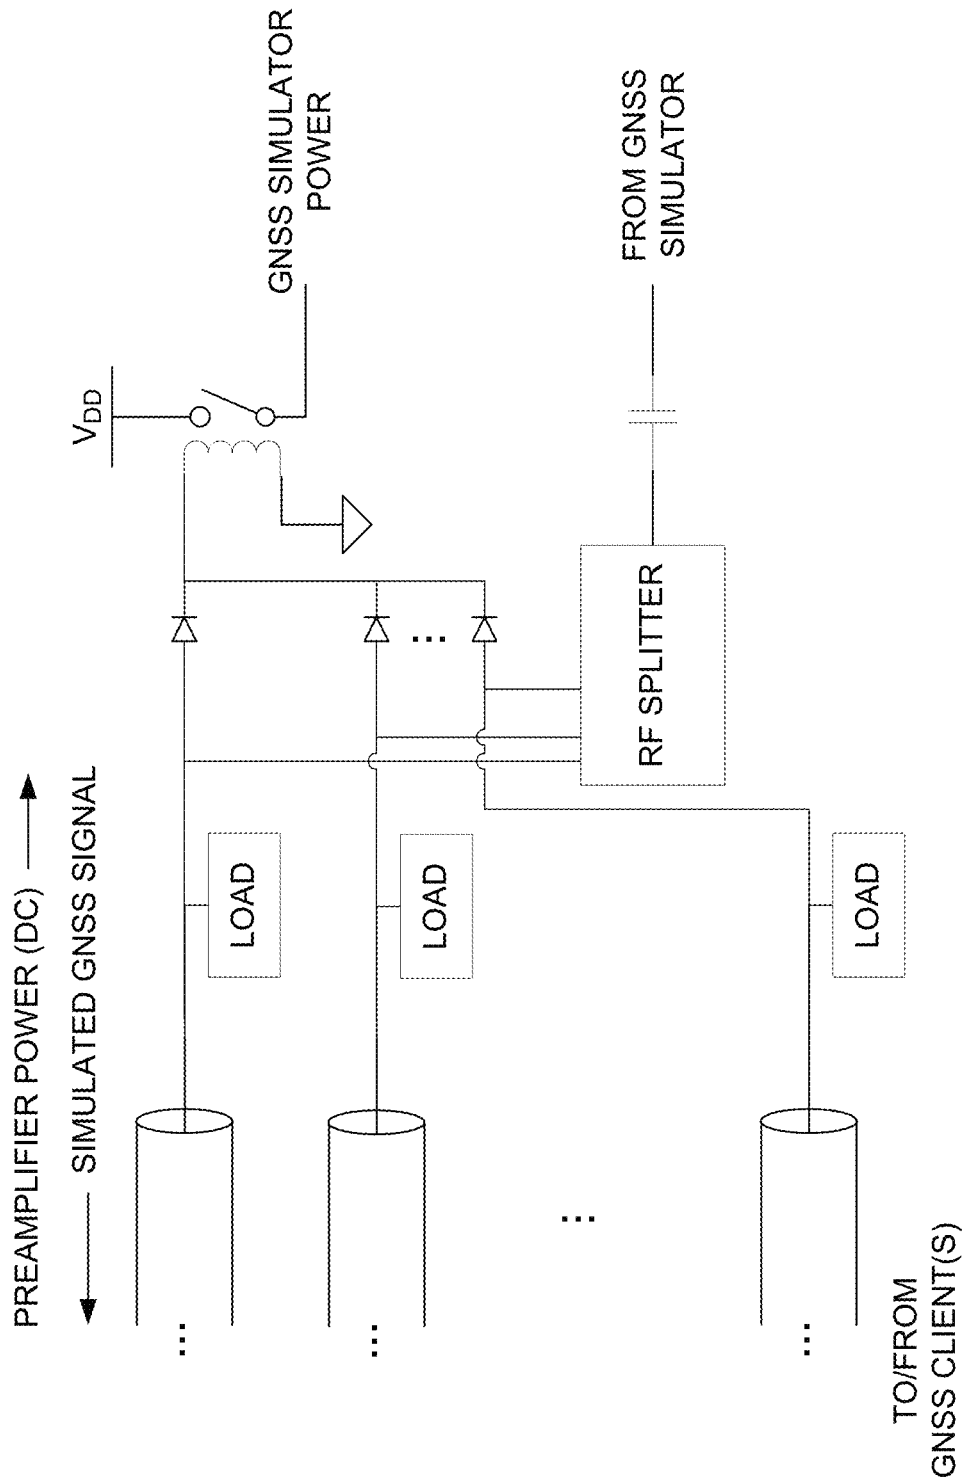 PREAMPLIFIER POWER (DC)
SIMULATED GNSS SIGNAL
VDD
GNSS SIMULATOR
POWER
LOAD
LOAD
...
...
...
...
...
RF SPLITTER
FROM GNSS
SIMULATOR
LOAD
TO/FROM
GNSS CLIENT(S)